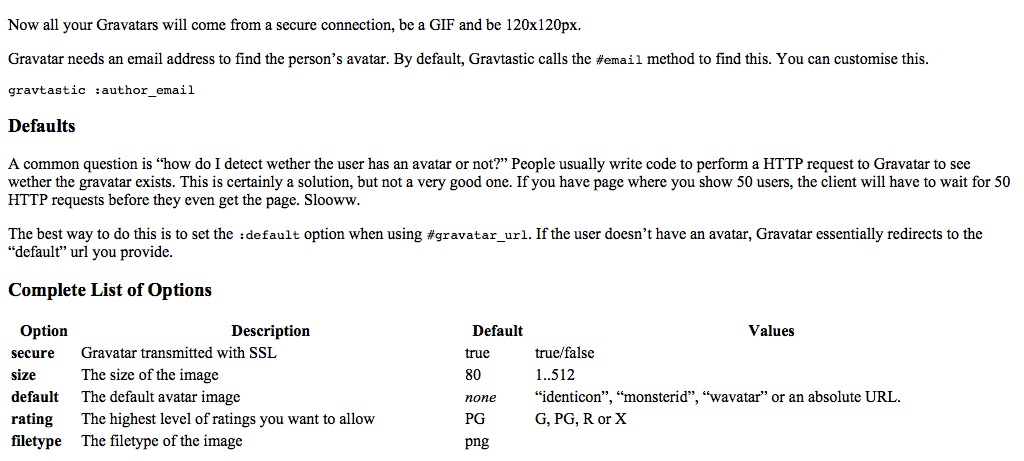 Now all your Gravatars will come from a secure connection, be a GIF and be 120x120px.
Gravatar needs an email address to find the person’s avatar. By default, Gravtastic calls the #email method to find this. You can customise this.
gravtastic :author_email
Defaults
A common question is “how do I detect wether the user has an avatar or not?” People usually write code to perform a HTTP request to Gravatar to see
wether the gravatar exists. This is certainly a solution, but not a very good one. If you have page where you show 50 users, the client will have to wait for 50
HTTP requests before they even get the page. Slooww.
The best way to do this is to set the :default option when using #gravatar_url. If the user doesn’t have an avatar, Gravatar essentially redirects to the
“default” url you provide.
Complete List of Options
Option Description Default Values
secure Gravatar transmitted with SSL true true/false
size The size of the image 80 1..512
default The default avatar image none “identicon”, “monsterid”, “wavatar” or an absolute URL.
rating The highest level of ratings you want to allow PG G, PG, R or X
filetype The filetype of the image png